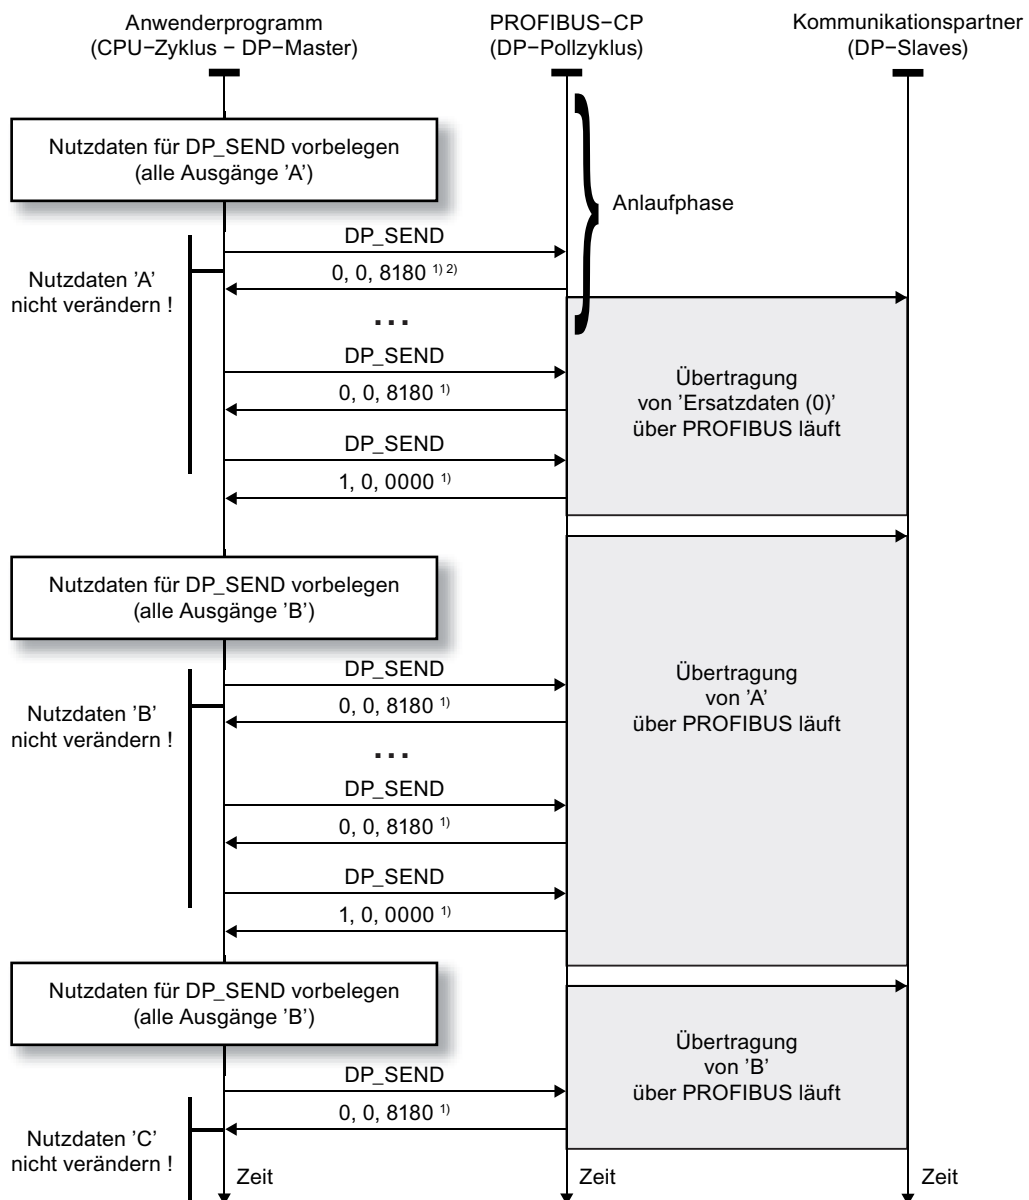 Anwenderprogramm
(CPU−Zyklus − DP−Master)
PROFIBUS−CP
(DP−Pollzyklus)
Kommunikationspartner
(DP−Slaves)
Nutzdaten für DP_SEND vorbelegen
(alle Ausgänge 'A')
Anlaufphase
DP_SEND
0, 0, 8180 1) 2)
Nutzdaten 'A'
nicht verändern !
...
DP_SEND
0, 0, 8180 1)
DP_SEND
1, 0, 0000 1)
Übertragung
von 'Ersatzdaten (0)'
über PROFIBUS läuft
Nutzdaten für DP_SEND vorbelegen
(alle Ausgänge 'B')
DP_SEND
0, 0, 8180 1)
Nutzdaten 'B'
nicht verändern !
...
DP_SEND
0, 0, 8180 1)
DP_SEND
1, 0, 0000 1)
Übertragung
von 'A'
über PROFIBUS läuft
Nutzdaten für DP_SEND vorbelegen
(alle Ausgänge 'B')
DP_SEND
0, 0, 8180 1)
Übertragung
von 'B'
über PROFIBUS läuft
Nutzdaten 'C'
nicht verändern !
Zeit
Zeit
Zeit